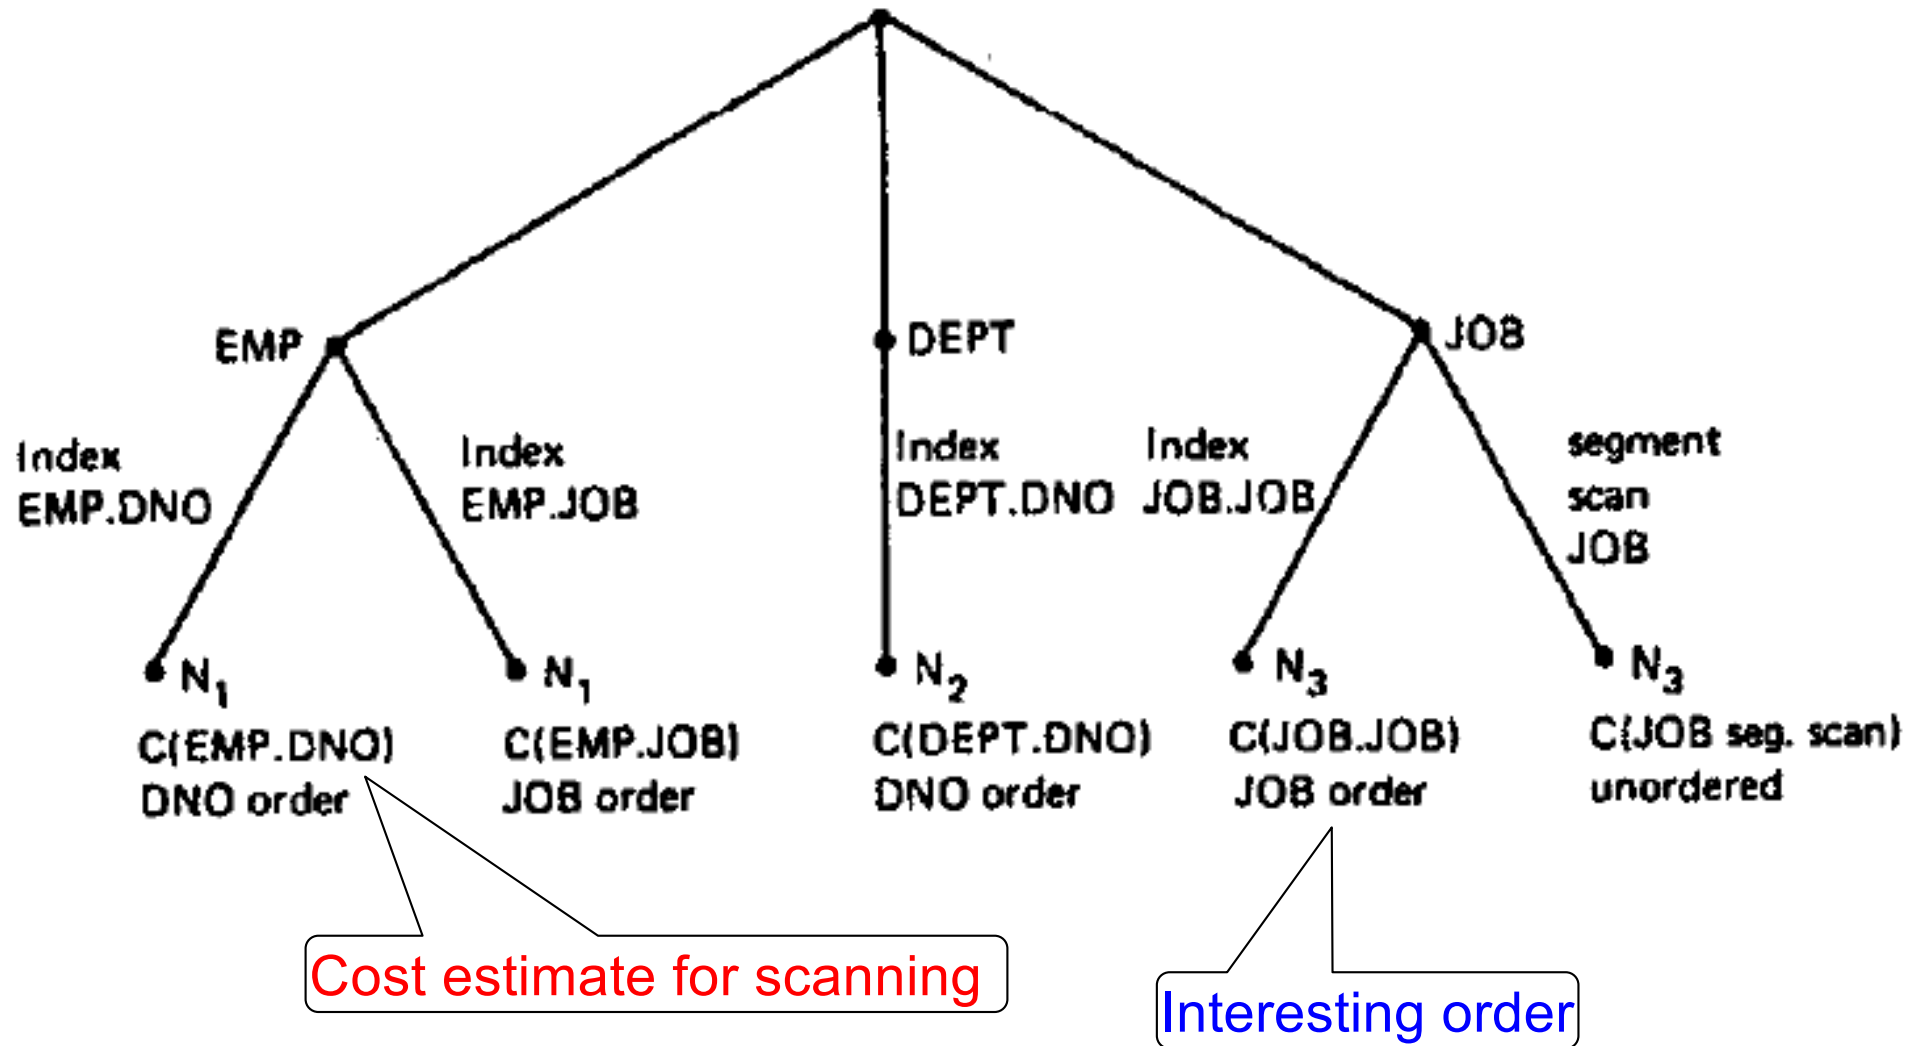 EMP
DEPT
JOB
Index
EMP.DNO
Index
EMP.JOB
Index
DEPT.DNO
Index
JOB.JOB
segment
scan
JOB
N₁
C(EMP.DNO)
DNO order
N₁
C(EMP.JOB)
JOB order
N₂
C(DEPT.DNO)
DNO order
N₃
C(JOB.JOB)
JOB order
N₃
C(JOB seg. scan)
unordered
Cost estimate for scanning
Interesting order